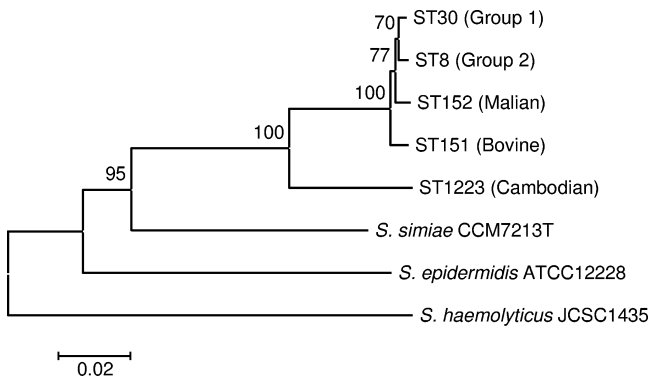 70
ST30 (Group 1)
77
ST8 (Group 2)
100
ST152 (Malian)
100
ST151 (Bovine)
95
ST1223 (Cambodian)
S. simiae CCM7213T
S. epidermidis ATCC12228
S. haemolyticus JCSC1435
0.02